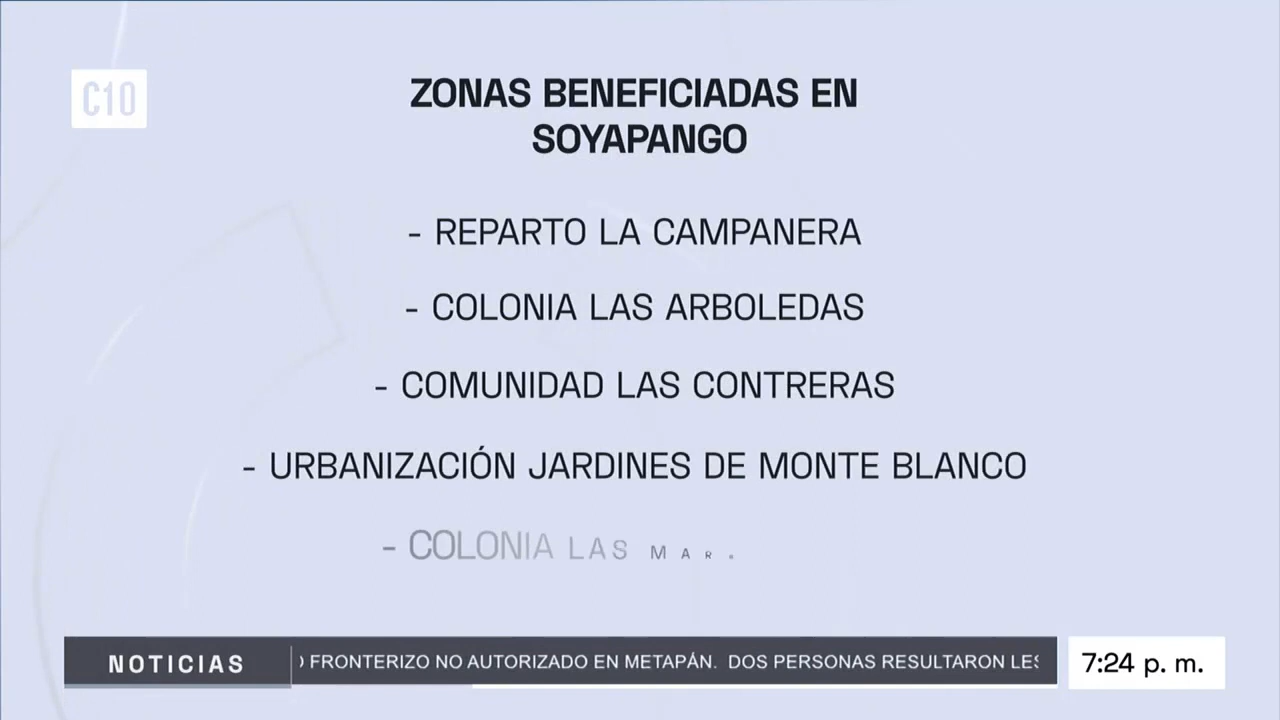 C10
ZONAS BENEFICIADAS EN
SOYAPANGO
- REPARTO LA CAMPANERA
- COLONIA LAS ARBOLEDAS
- COMUNIDAD LAS CONTRERAS
- URBANIZACIÓN JARDINES DE MONTE BLANCO
- COLONIA LAS
NOTICIAS
FRONTERIZO NO AUTORIZADO EN METAPÁN. DOS PERSONAS RESULTARON
7:24 p. m.